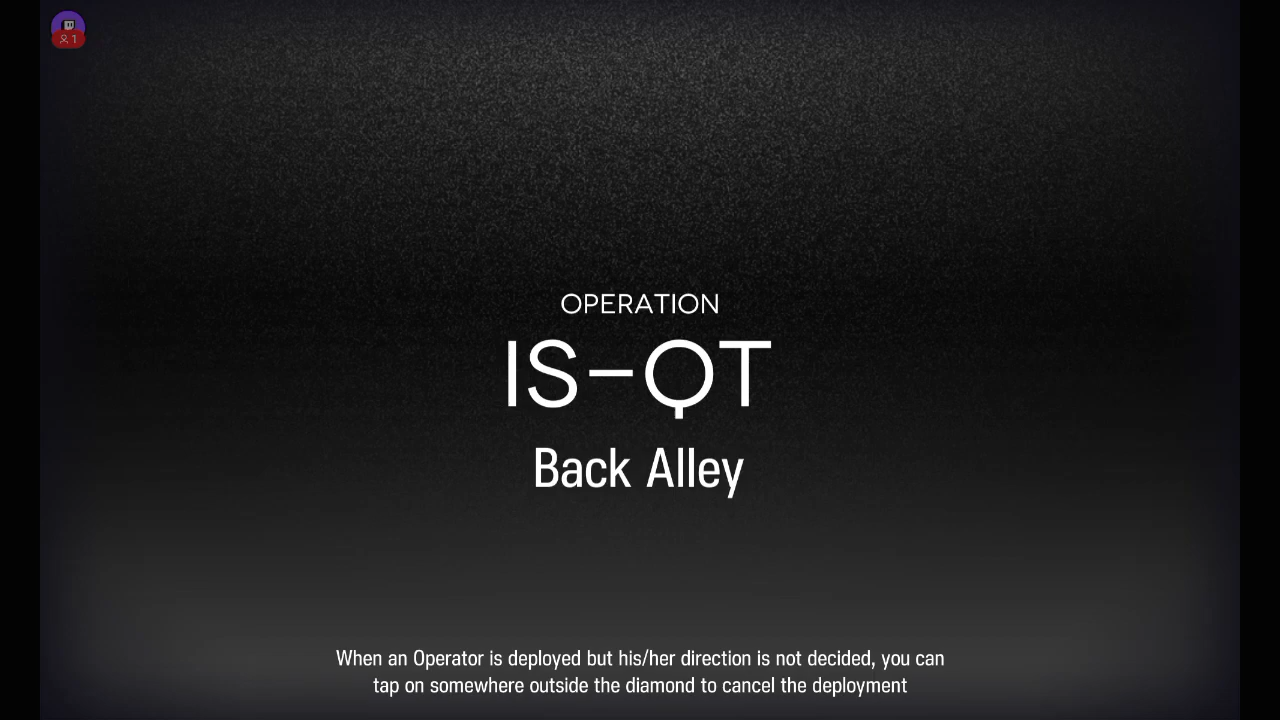 1
OPERATION
IS-QT
Back Alley
When an Operator is deployed but his/her direction is not decided, you can
tap on somewhere outside the diamond to cancel the deployment